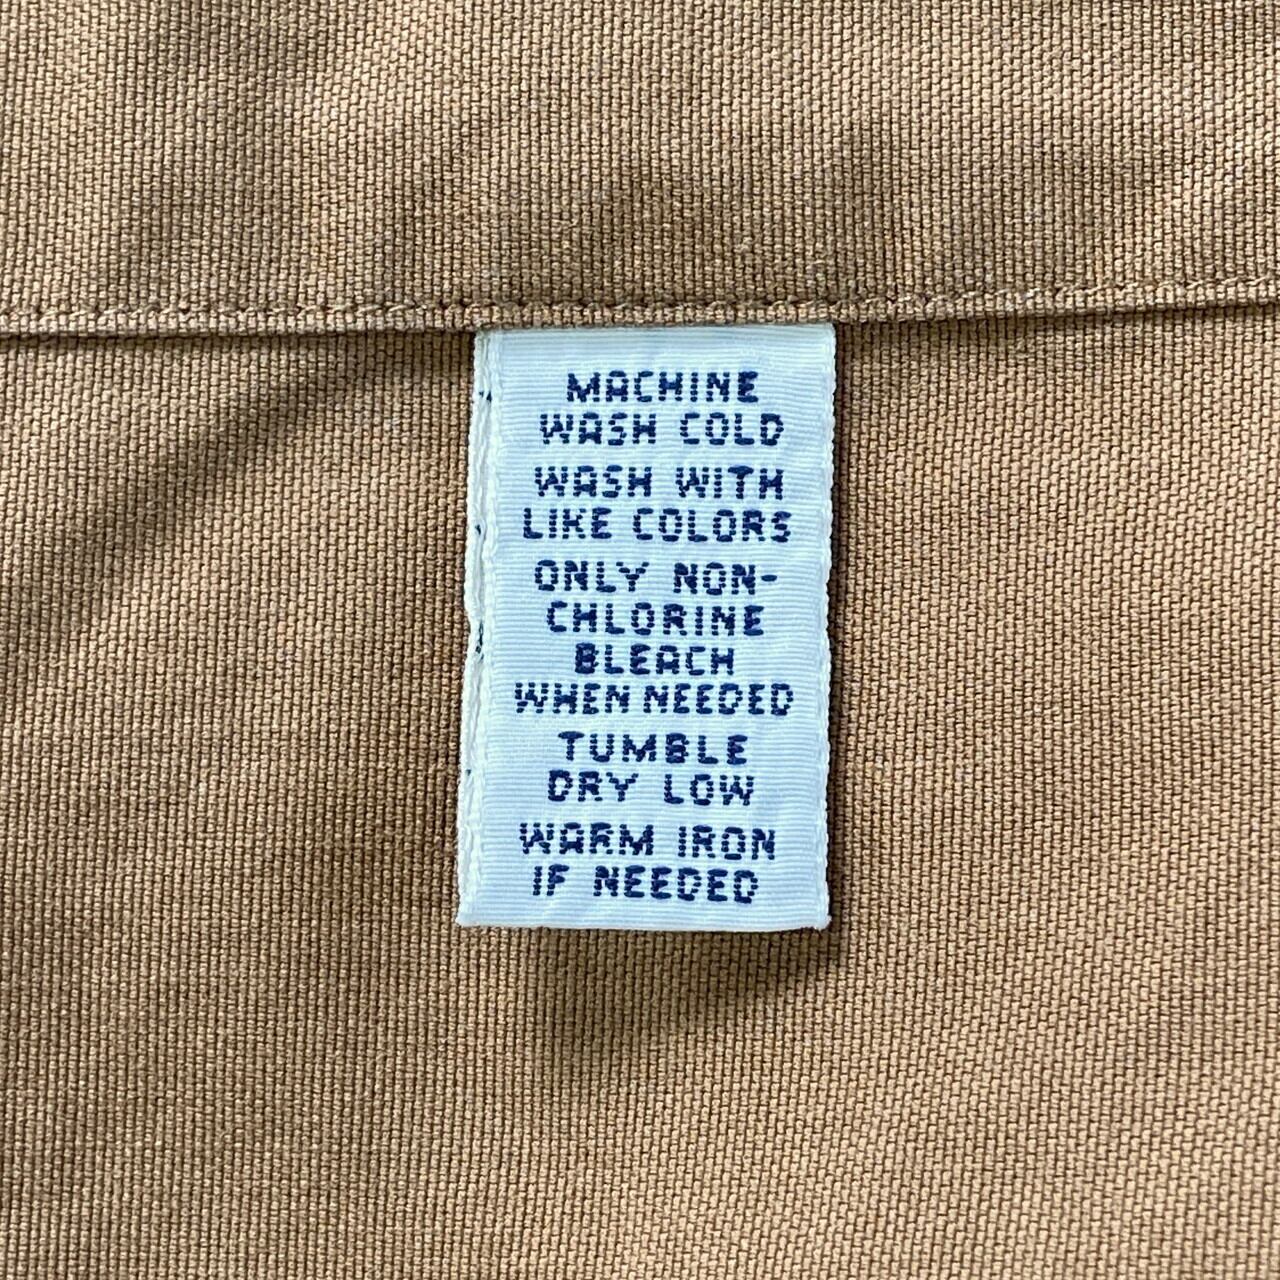 MACHINE
WASH COLD
WASH WITH
LIKE COLORS
ONLY NON-
CHLORINE
BLEACH
WHEN NEEDED
TUMBLE
DRY LOW
WARM IRON
IF NEEDED